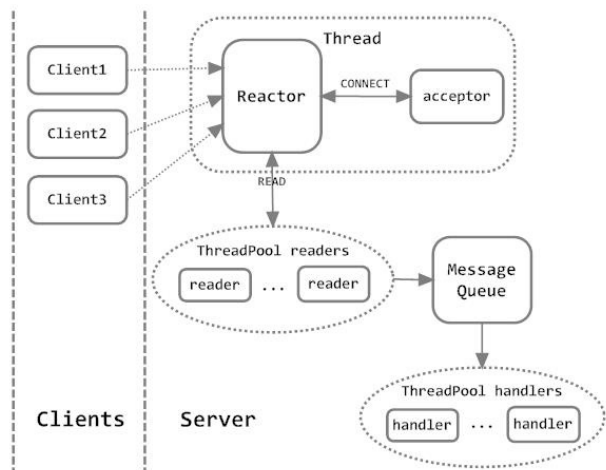 Thread
Client1
Reactor
CONNECT
acceptor
Client2
Client3
READ
ThreadPool readers
reader ... reader
Message
Queue
ThreadPool handlers
handler ... handler
Clients
Server